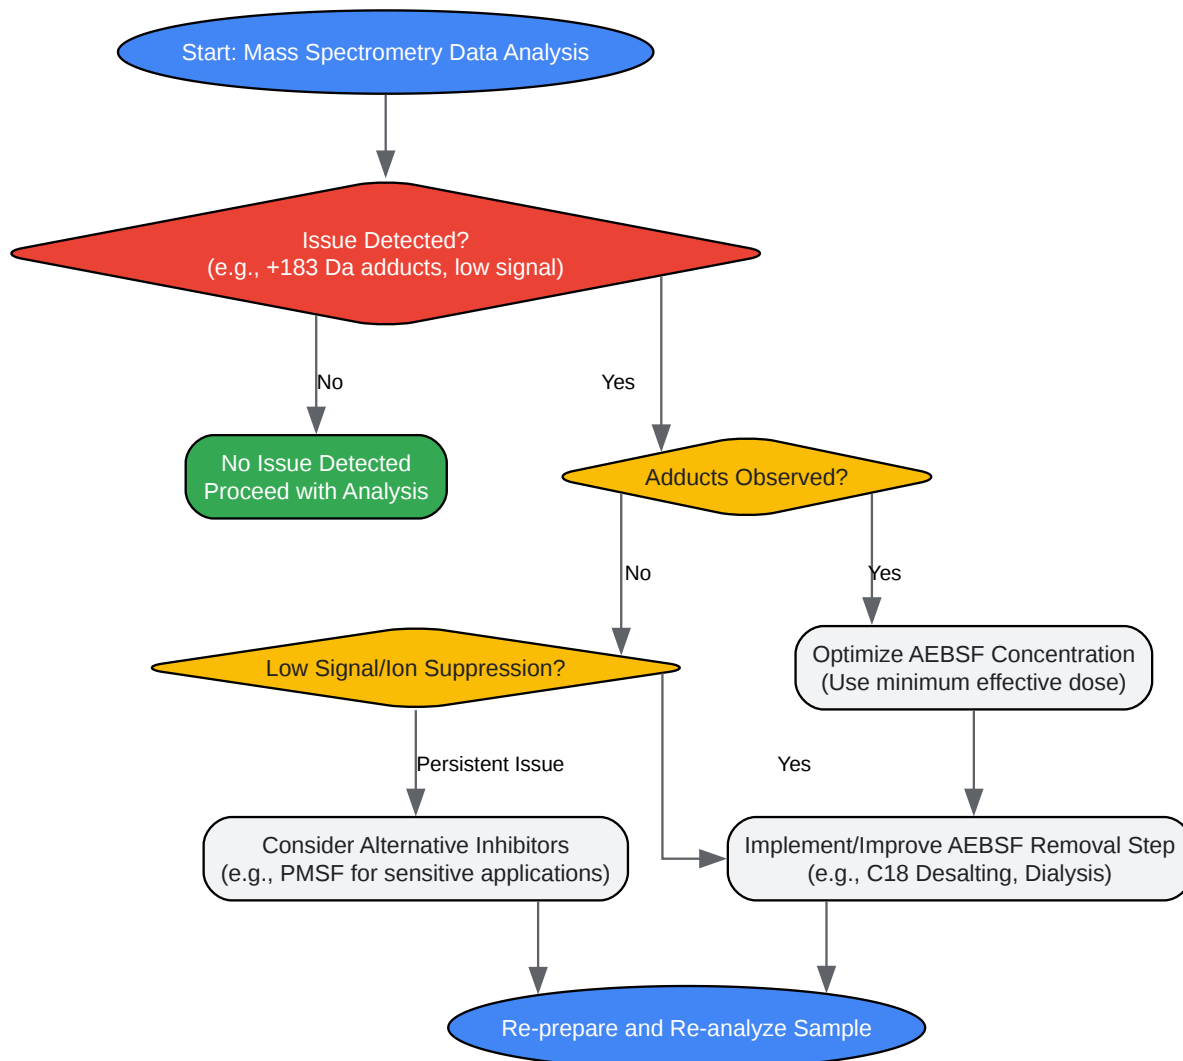 Start: Mass Spectrometry Data Analysis
Issue Detected?
(e.g., +183 Da adducts, low signal)
No
Yes
No Issue Detected
Proceed with Analysis
Adducts Observed?
No
Yes
Low Signal/Ion Suppression?
Optimize AEBSF Concentration
(Use minimum effective dose)
Persistent Issue
Yes
Consider Alternative Inhibitors
(e.g., PMSF for sensitive applications)
Implement/Improve AEBSF Removal Step
(e.g., C18 Desalting, Dialysis)
Re-prepare and Re-analyze Sample